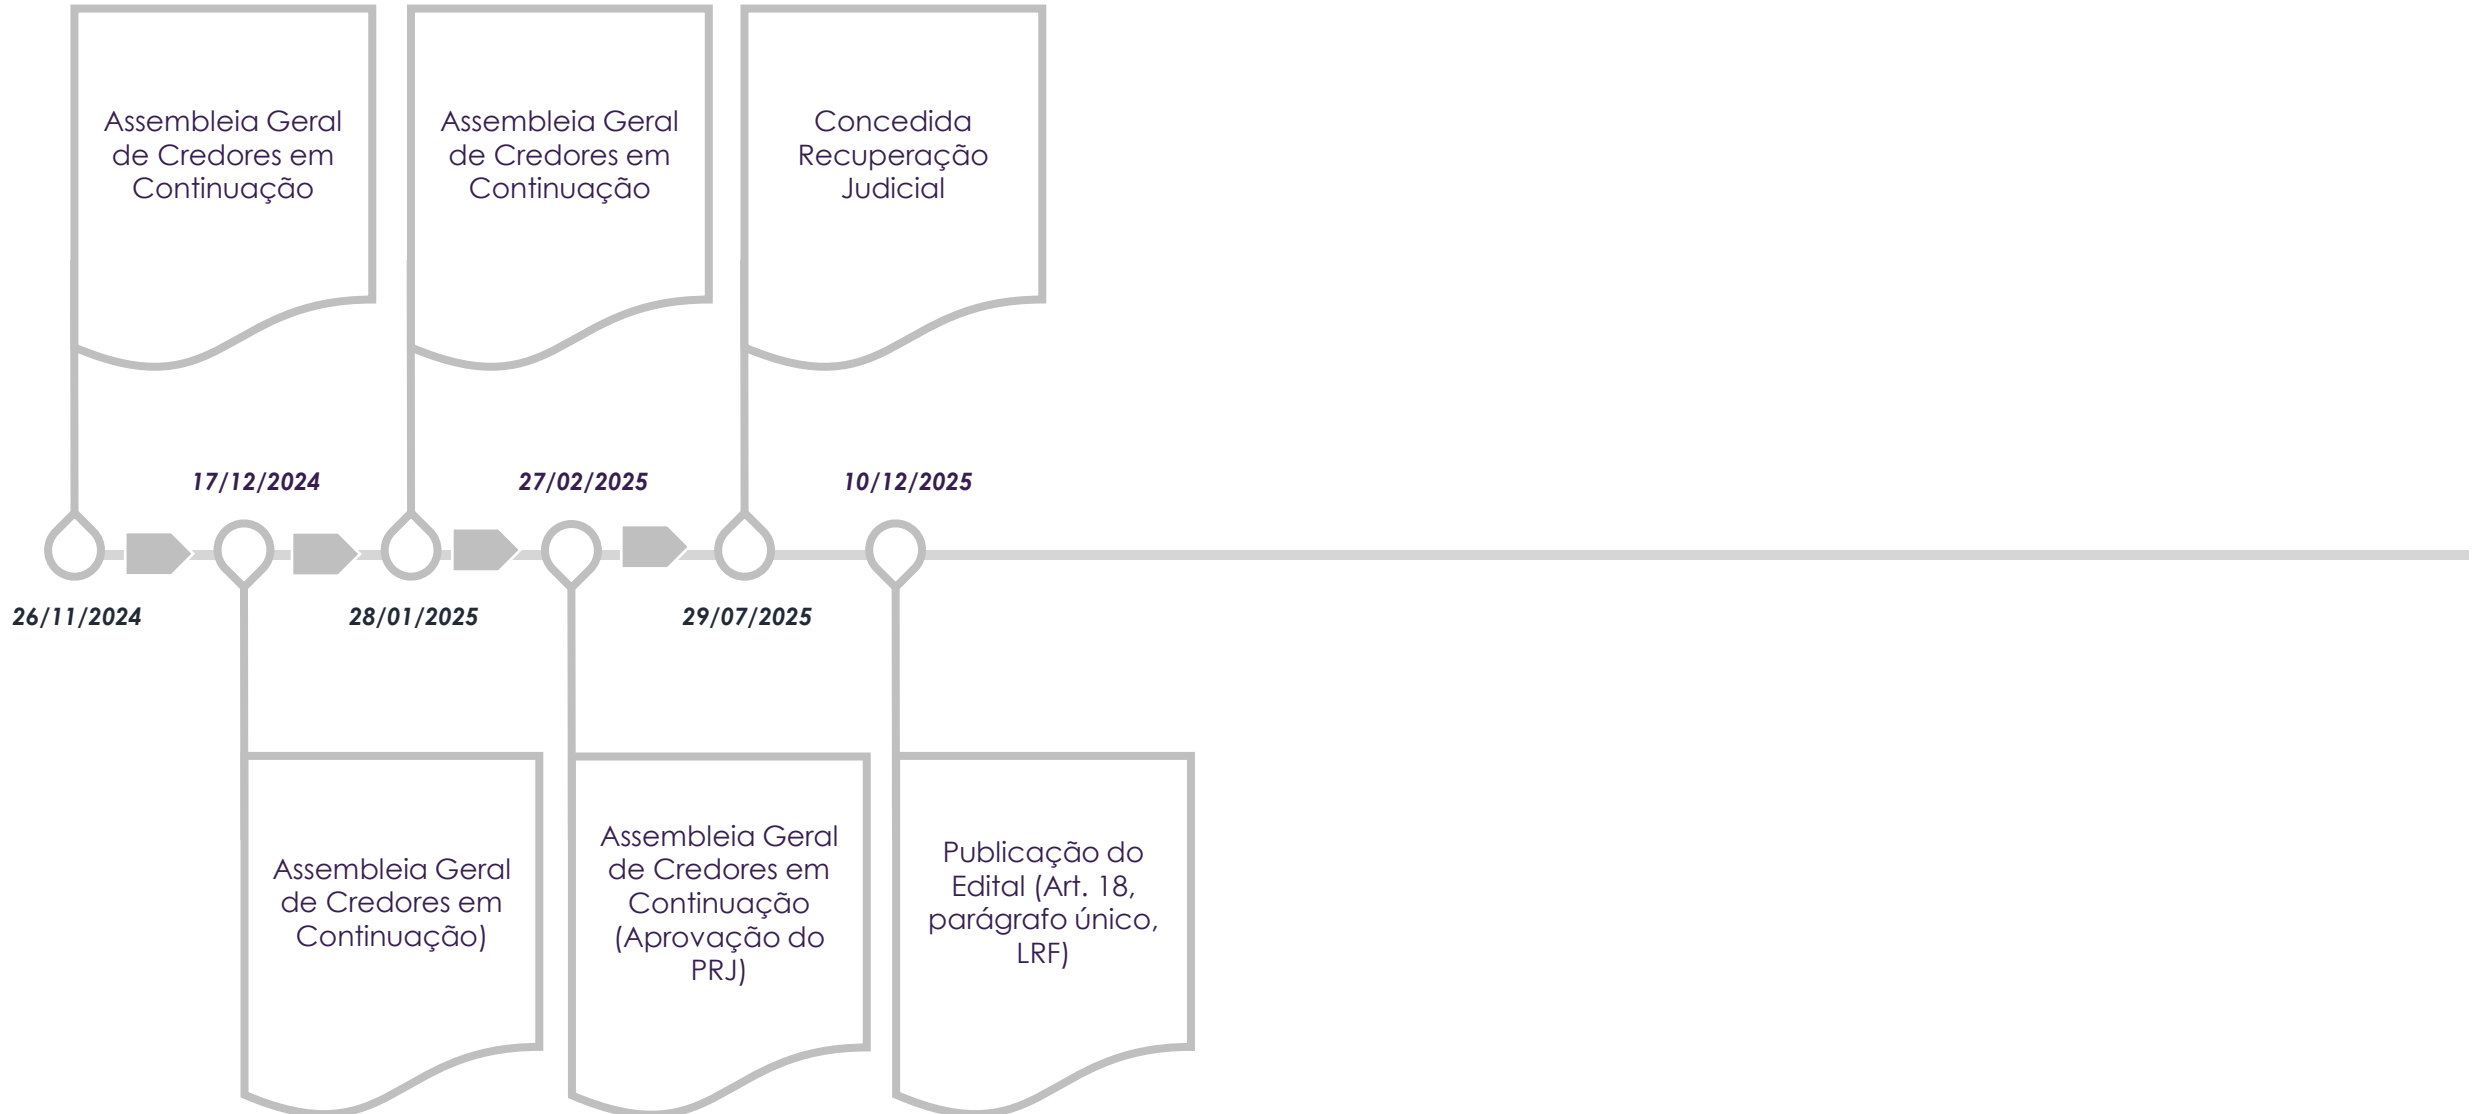 Assembleia Geral
de Credores em
Continuação
Assembleia Geral
de Credores em
Continuação
Concedida
Recuperação
Judicial
17/12/2024
27/02/2025
10/12/2025
26/11/2024
28/01/2025
29/07/2025
Assembleia Geral
de Credores em
Continuação)
Assembleia Geral
de Credores em
Continuação
(Aprovação do
PRJ)
Publicação do
Edital (Art. 18,
parágrafo único,
LRF)